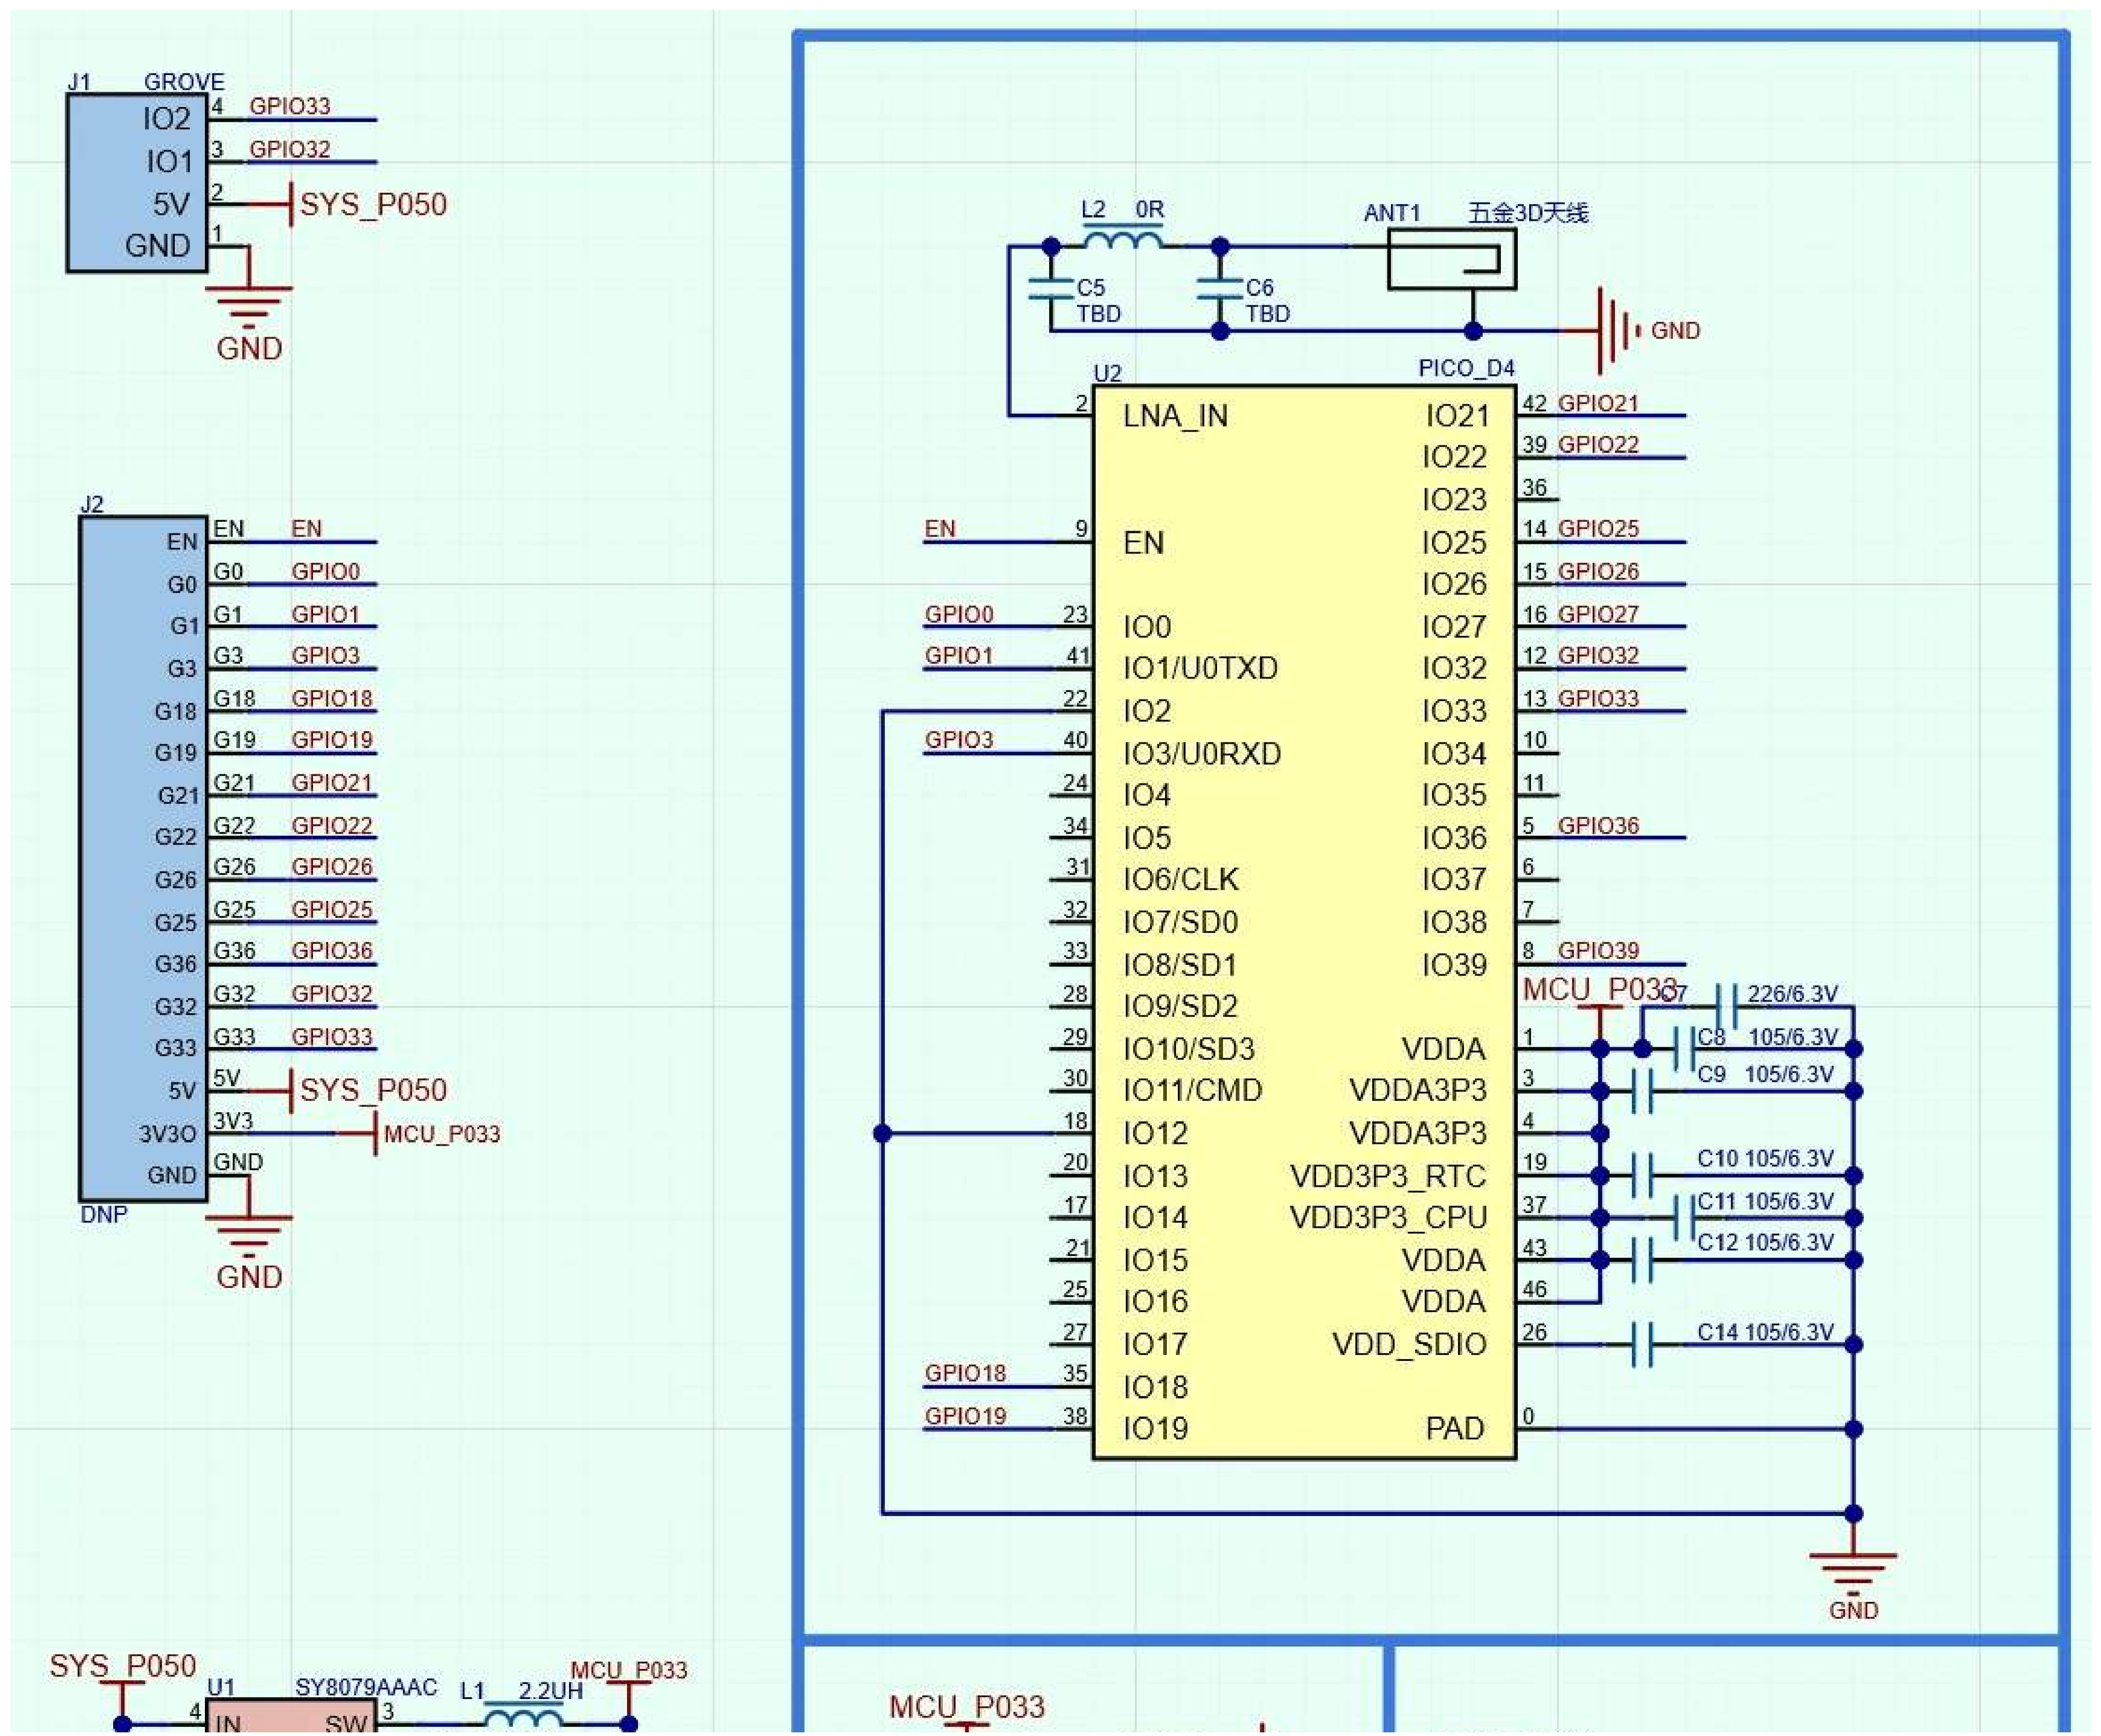 J1 GROVE
IO2 4 GPIO33
IO1 3 GPIO32
5V 2 SYS_P050
GND 1
GND
J2
EN EN EN
G0 G0 GPIO0
G1 G1 GPIO1
G3 G3 GPIO3
G18 G18 GPIO18
G19 G19 GPIO19
G21 G21 GPIO21
G22 G22 GPIO22
G26 G26 GPIO26
G25 G25 GPIO25
G36 G36 GPIO36
G32 G32 GPIO32
G33 G33 GPIO33
5V 5V SYS_P050
3V3O 3V3 MCU_P033
GND GND
DNP
GND
SYS_P050
U1 SY8079AAAC
4 IN SW 3
L1 2.2UH
MCU_P033
L2 0R
ANT1 五金3D天线
C5
TBD
C6
TBD
GND
U2 PICO_D4
2 LNA_IN IO21 42 GPIO21
IO22 39 GPIO22
IO23 36
EN 9 EN IO25 14 GPIO25
IO26 15 GPIO26
GPIO0 23 IO0 IO27 16 GPIO27
GPIO1 41 IO1/U0TXD IO32 12 GPIO32
22 IO2 IO33 13 GPIO33
GPIO3 40 IO3/U0RXD IO34 10
24 IO4 IO35 11
34 IO5 IO36 5 GPIO36
31 IO6/CLK IO37 6
32 IO7/SD0 IO38 7
33 IO8/SD1 IO39 8 GPIO39
MCU_P033 C7 226/6.3V
28 IO9/SD2
29 IO10/SD3 VDDA 1 C8 105/6.3V
30 IO11/CMD VDDA3P3 3 C9 105/6.3V
18 IO12 VDDA3P3 4
20 IO13 VDD3P3_RTC 19 C10 105/6.3V
17 IO14 VDD3P3_CPU 37 C11 105/6.3V
21 IO15 VDDA 43 C12 105/6.3V
25 IO16 VDDA 46
27 IO17 VDD_SDIO 26 C14 105/6.3V
GPIO18 35 IO18
GPIO19 38 IO19 PAD 0
GND
MCU_P033